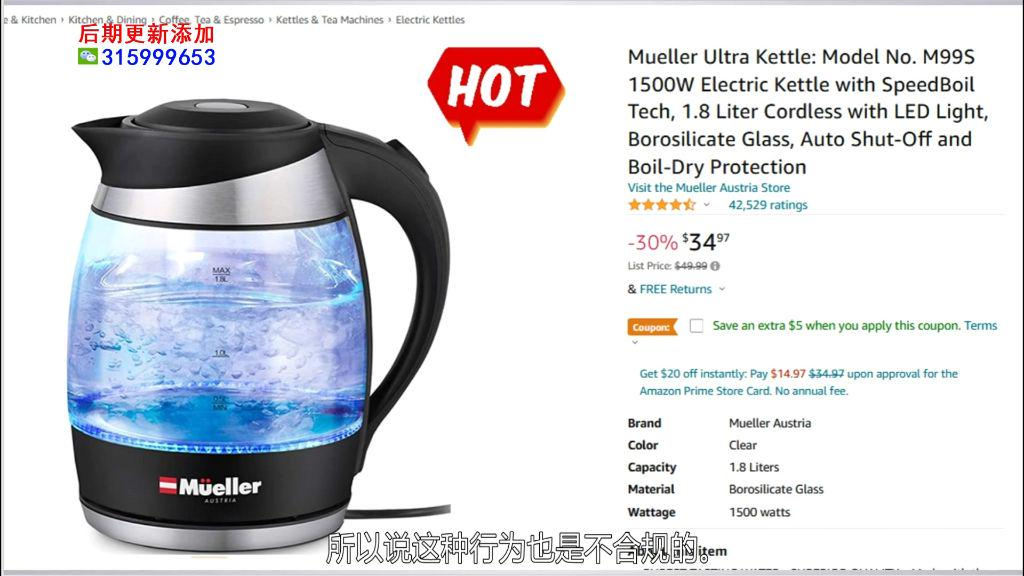 e & Kitchen › Kitchen & Dining › Coffee, Tea & Espresso › Kettles & Tea Machines › Electric Kettles
后期更新添加
315999653
HOT
Mueller Ultra Kettle: Model No. M99S
1500W Electric Kettle with SpeedBoil
Tech, 1.8 Liter Cordless with LED Light,
Borosilicate Glass, Auto Shut-Off and
Boil-Dry Protection
Visit the Mueller Austria Store
42,529 ratings
-30% $3497
List Price: $49.99
& FREE Returns
Coupon: Save an extra $5 when you apply this coupon. Terms
Get $20 off instantly: Pay $14.97 $34.97 upon approval for the
Amazon Prime Store Card. No annual fee.
Brand Mueller Austria
Color Clear
Capacity 1.8 Liters
Material Borosilicate Glass
Wattage 1500 watts
MAX
1.8L
1.0L
0.5L
MIN
Mueller
AUSTRIA
所以说这种行为也是不合规的。
item